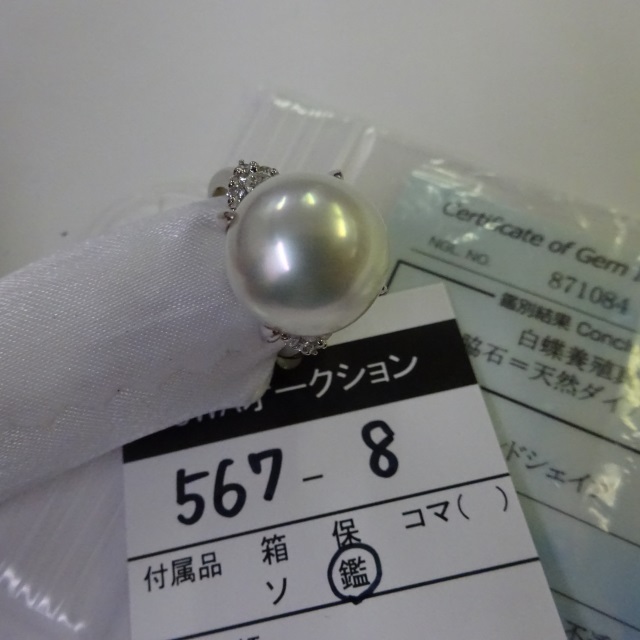 Certificate of Gem
NGL NO. 871084
鑑別結果 Concl
白蝶養殖
石=天然ダイ
ドシェイ
オークション
567-8
付属品 箱 保 コマ( )
ソ 鑑